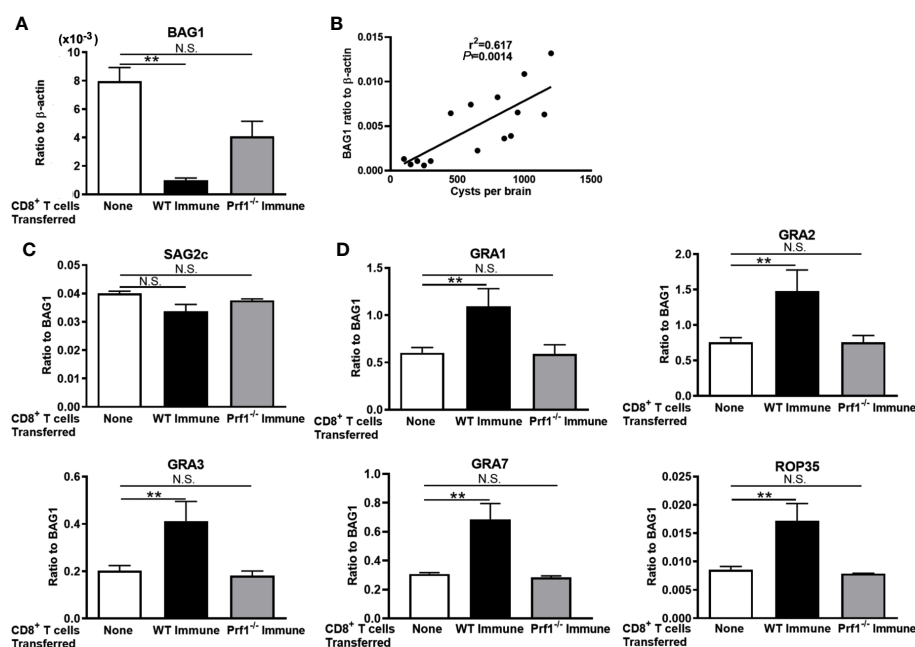 A
BAG1
(x10-3)
N.S.
**
10
8
6
4
2
0
Ratio to β-actin
CD8+ T cells
Transferred
None
WT Immune
Prf1-/- Immune
B
r2=0.617
P=0.0014
0.015
0.010
0.005
0.000
BAG1 ratio to β-actin
0
500
1000
1500
Cysts per brain
C
SAG2c
N.S.
N.S.
0.05
0.04
0.03
0.02
0.01
0.00
Ratio to BAG1
CD8+ T cells
Transferred
None
WT Immune
Prf1-/- Immune
D
GRA1
N.S.
**
1.5
1.0
0.5
0.0
Ratio to BAG1
CD8+ T cells
Transferred
None
WT Immune
Prf1-/- Immune
GRA2
N.S.
**
2.0
1.5
1.0
0.5
0.0
Ratio to BAG1
CD8+ T cells
Transferred
None
WT Immune
Prf1-/- Immune
GRA3
N.S.
**
0.6
0.4
0.2
0.0
Ratio to BAG1
CD8+ T cells
Transferred
None
WT Immune
Prf1-/- Immune
GRA7
N.S.
**
1.0
0.8
0.6
0.4
0.2
0.0
Ratio to BAG1
CD8+ T cells
Transferred
None
WT Immune
Prf1-/- Immune
ROP35
N.S.
**
0.025
0.020
0.015
0.010
0.005
0.000
Ratio to BAG1
CD8+ T cells
Transferred
None
WT Immune
Prf1-/- Immune